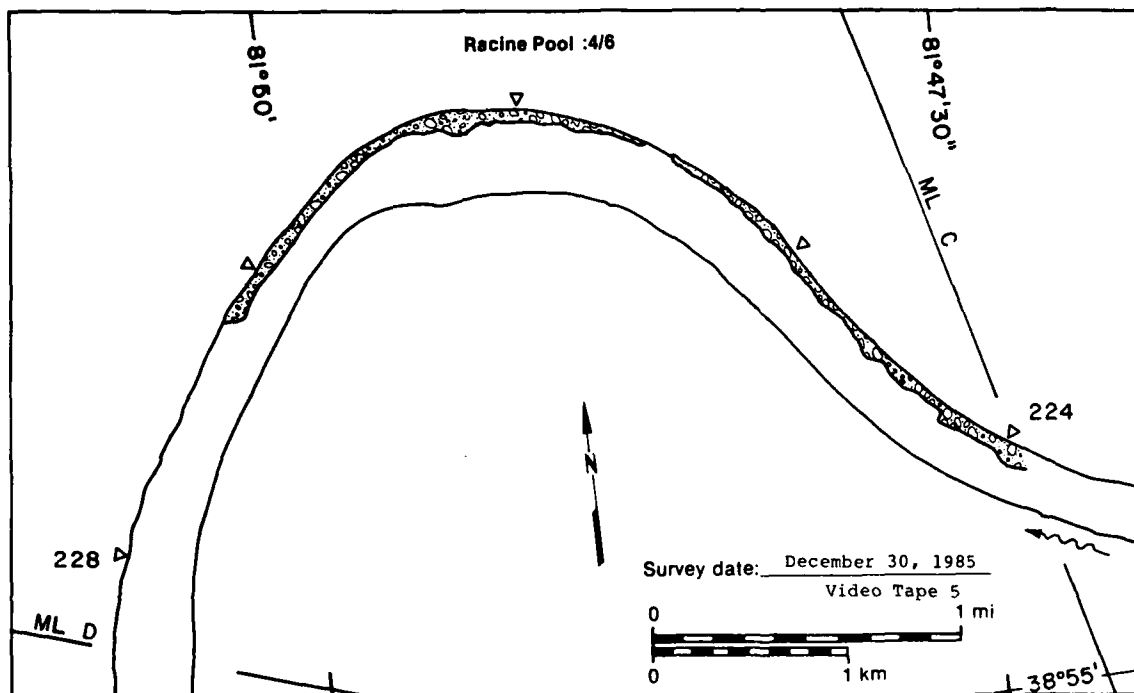 Racine Pool :4/6
81°50'
81°47'30"
ML C
224
N
228
ML D
Survey date: December 30, 1985
Video Tape 5
0 1 mi
0 1 km
38°55'